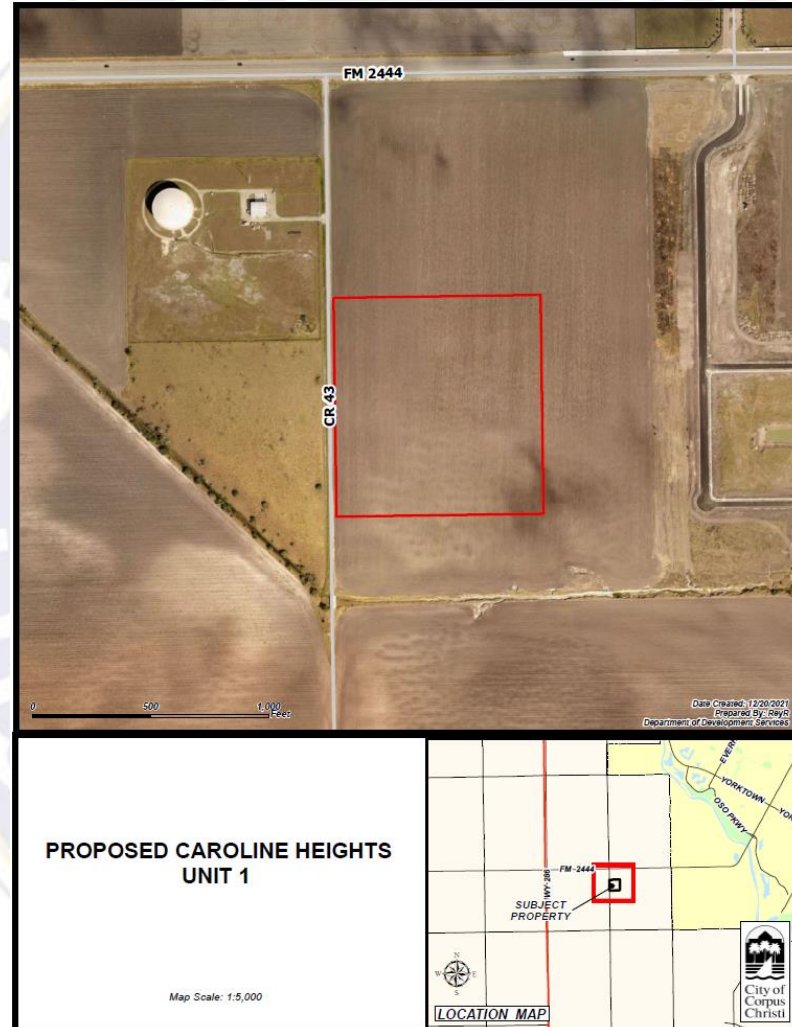 FM 2444
CR 43
0 500 1,000
Feet
Date Created: 12/20/2021
Prepared By: ReyR
Department of Development Services
PROPOSED CAROLINE HEIGHTS
UNIT 1
Map Scale: 1:5,000
YORKTOWN
OSO PKWY
FM-2444
SUBJECT
PROPERTY
N
W E
S
LOCATION MAP
City of
Corpus
Christi